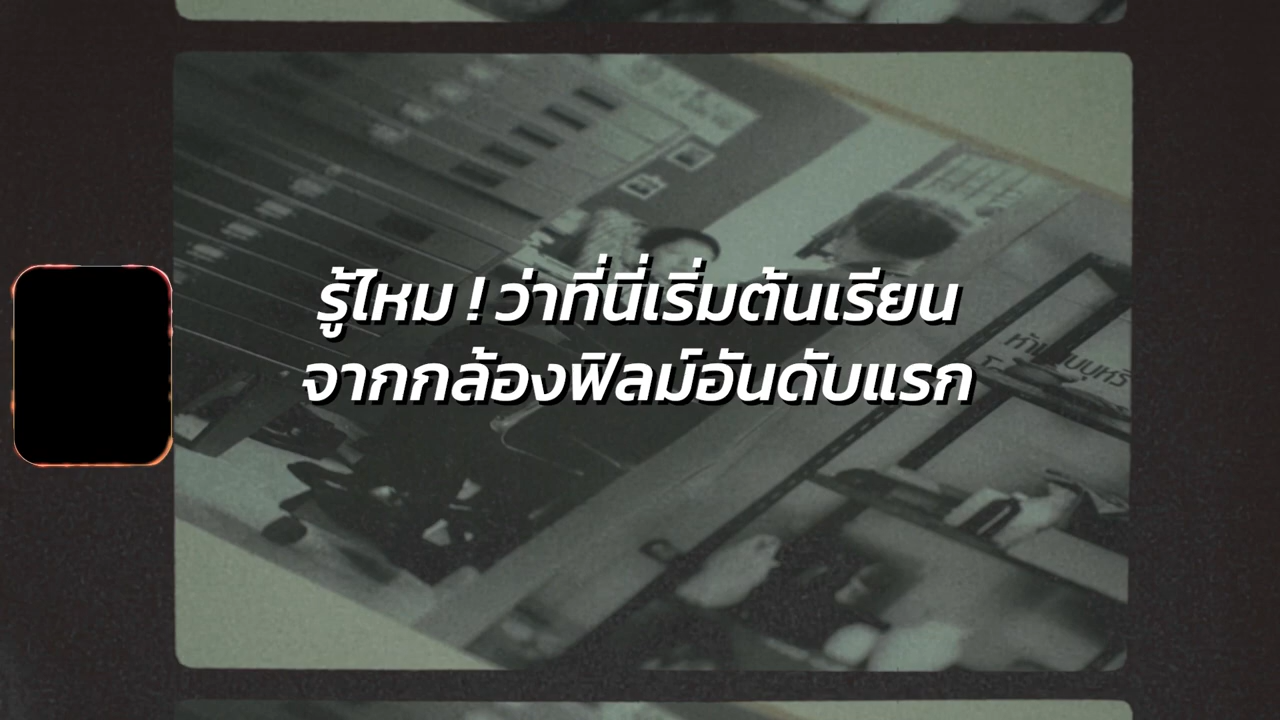 รู้ไหม ! ว่าที่นี่เริ่มต้นเรียน
จากกล้องฟิล์มอันดับแรก